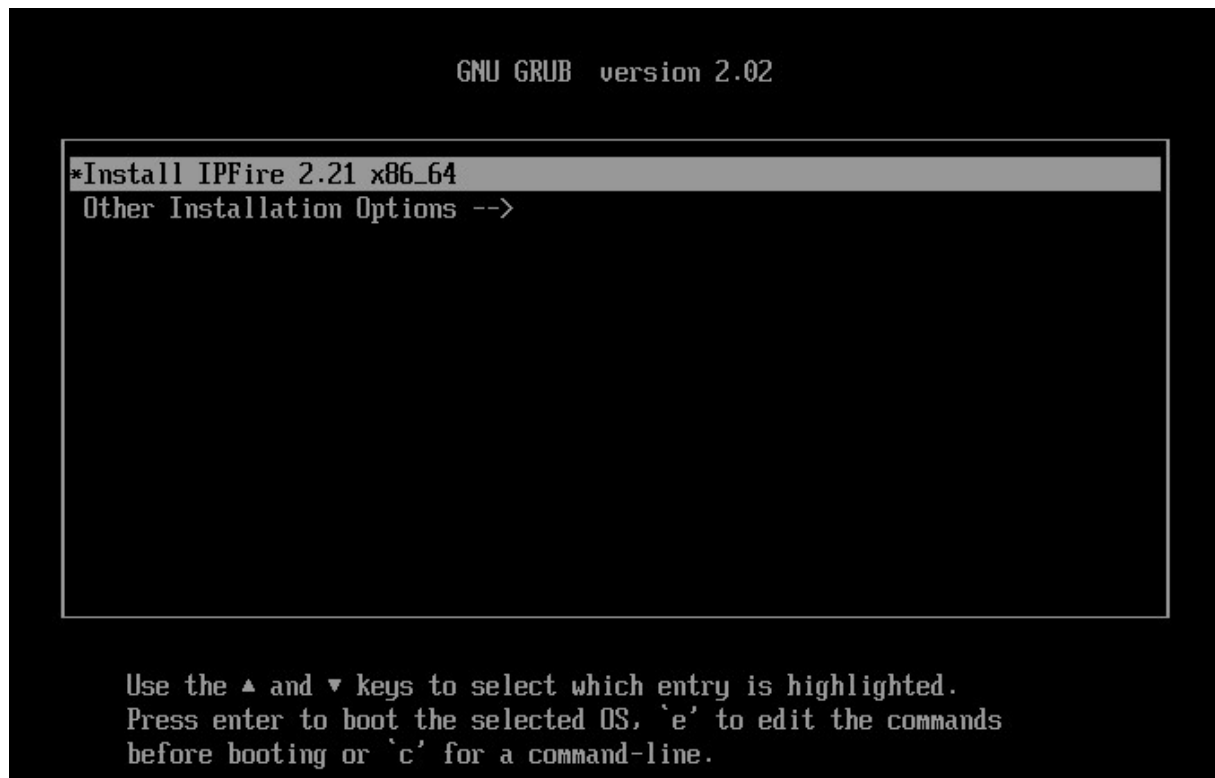 GNU GRUB version 2.02
*Install IPFire 2.21 x86_64
Other Installation Options -->
Use the ▲ and ▼ keys to select which entry is highlighted.
Press enter to boot the selected OS, `e' to edit the commands
before booting or `c' for a command-line.